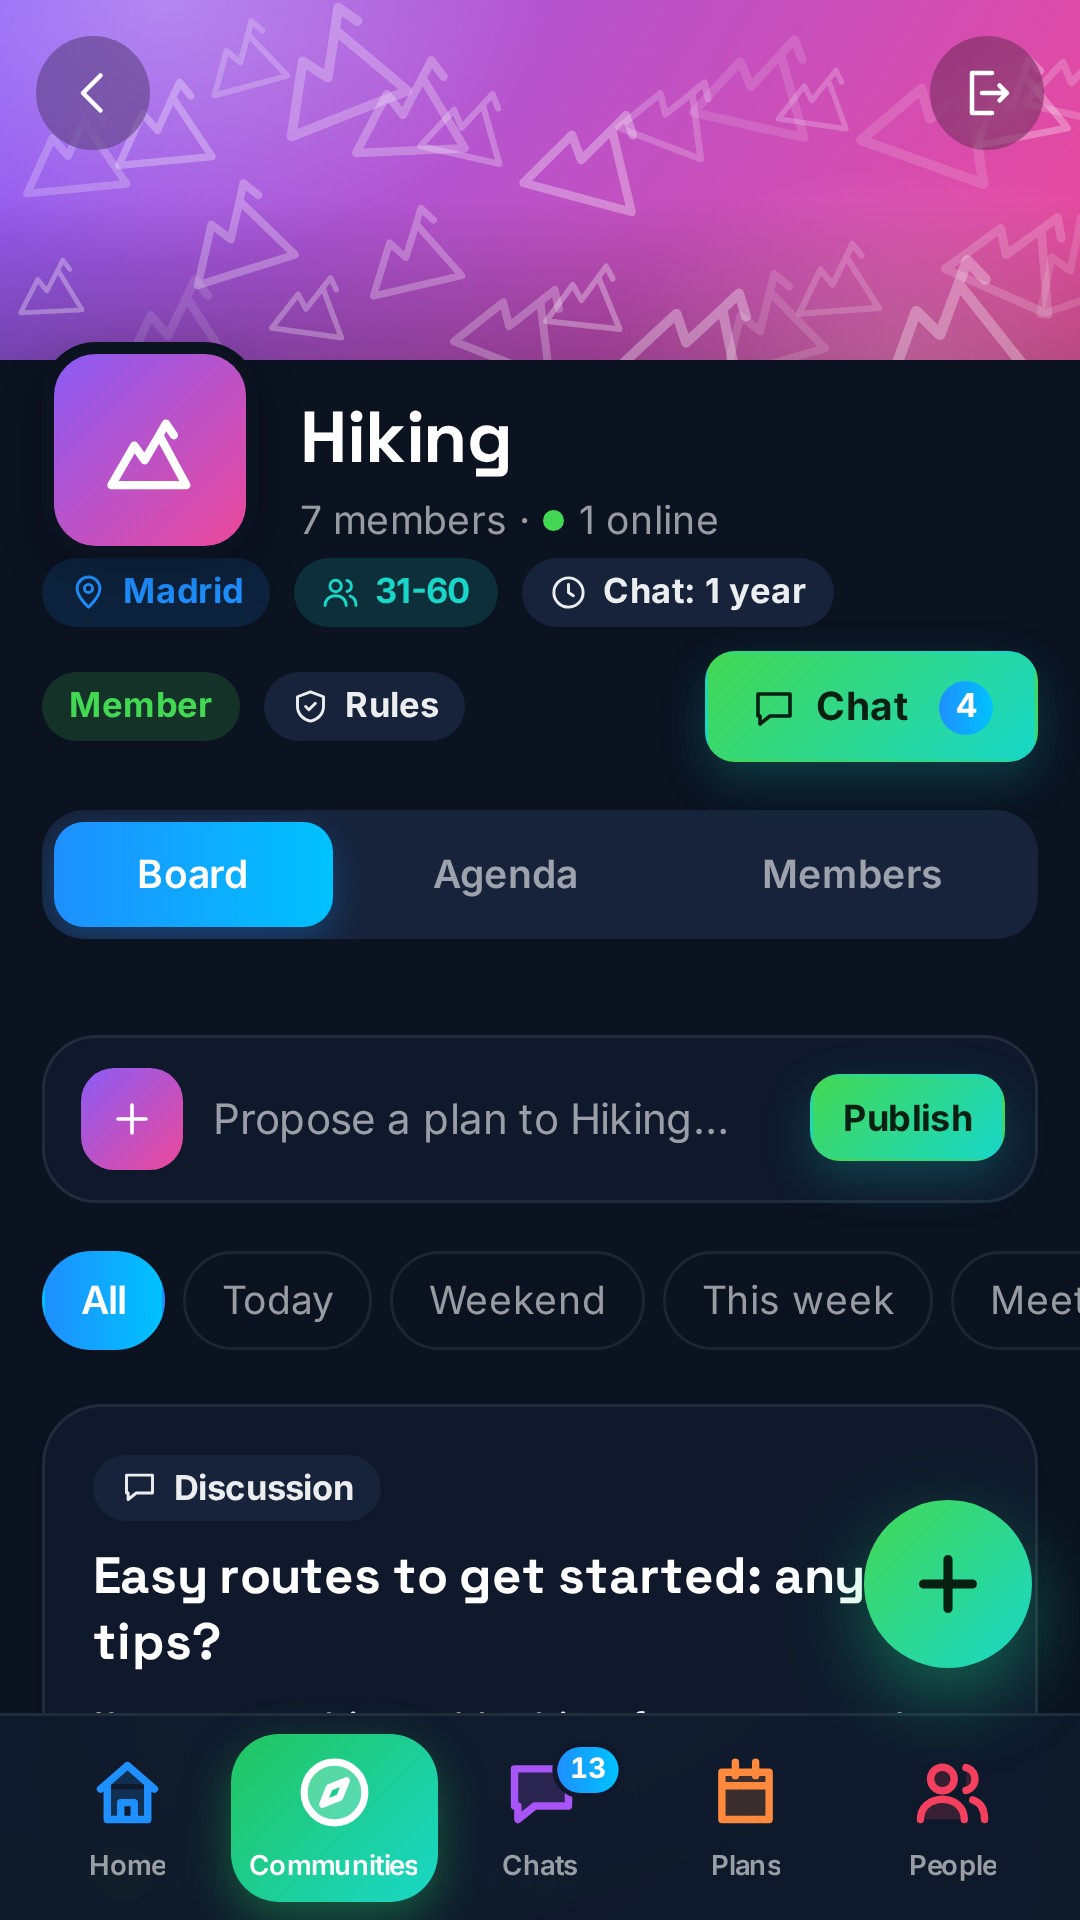 Hiking
7 members · 1 online
Madrid
31-60
Chat: 1 year
Member
Rules
Chat 4
Board
Agenda
Members
Propose a plan to Hiking...
Publish
All
Today
Weekend
This week
Meet
Discussion
Easy routes to get started: any
tips?
13
Home
Communities
Chats
Plans
People